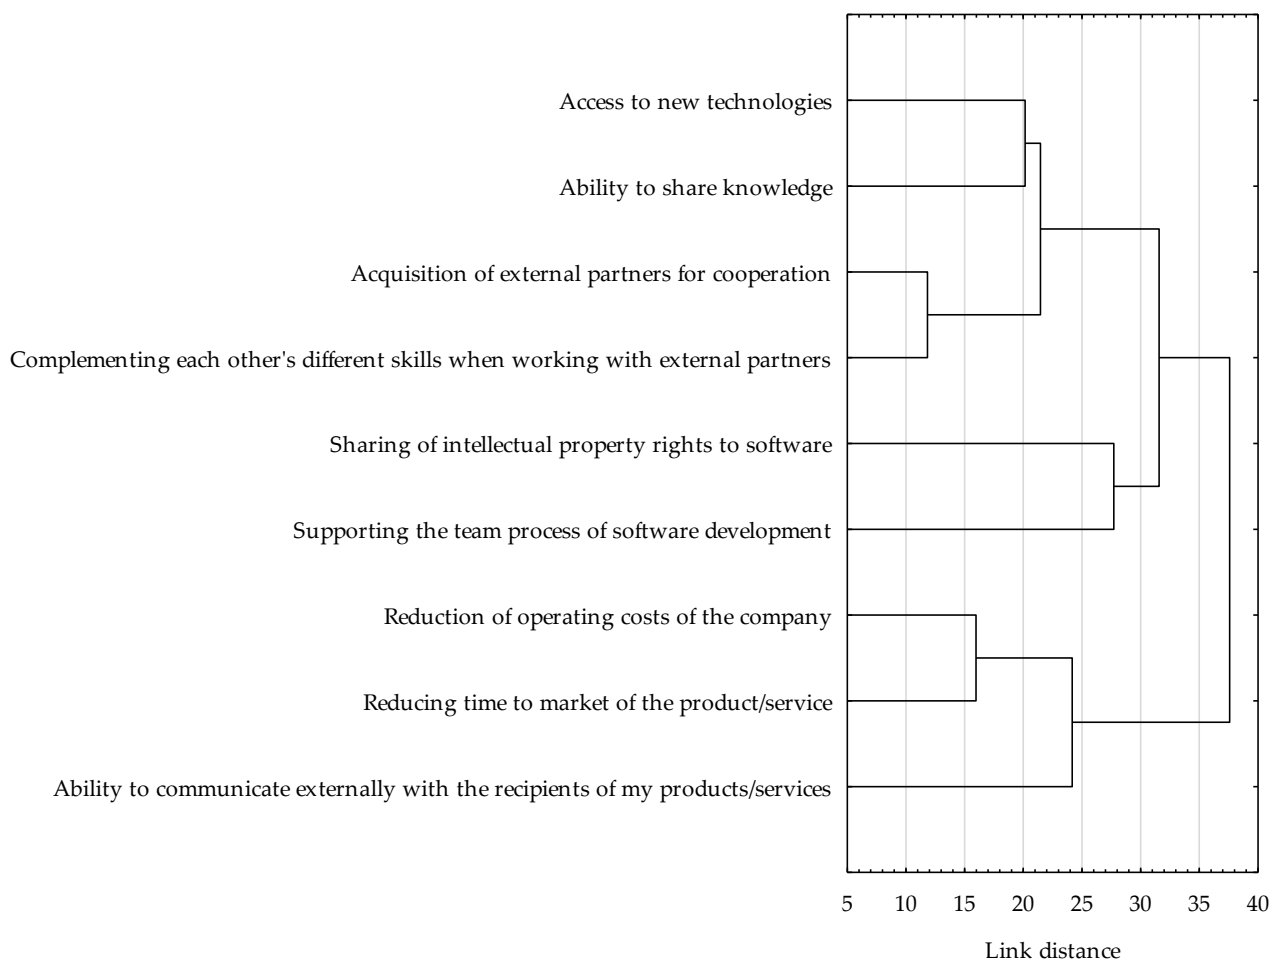 Access to new technologies
Ability to share knowledge
Acquisition of external partners for cooperation
Complementing each other's different skills when working with external partners
Sharing of intellectual property rights to software
Supporting the team process of software development
Reduction of operating costs of the company
Reducing time to market of the product/service
Ability to communicate externally with the recipients of my products/services
5 10 15 20 25 30 35 40
Link distance